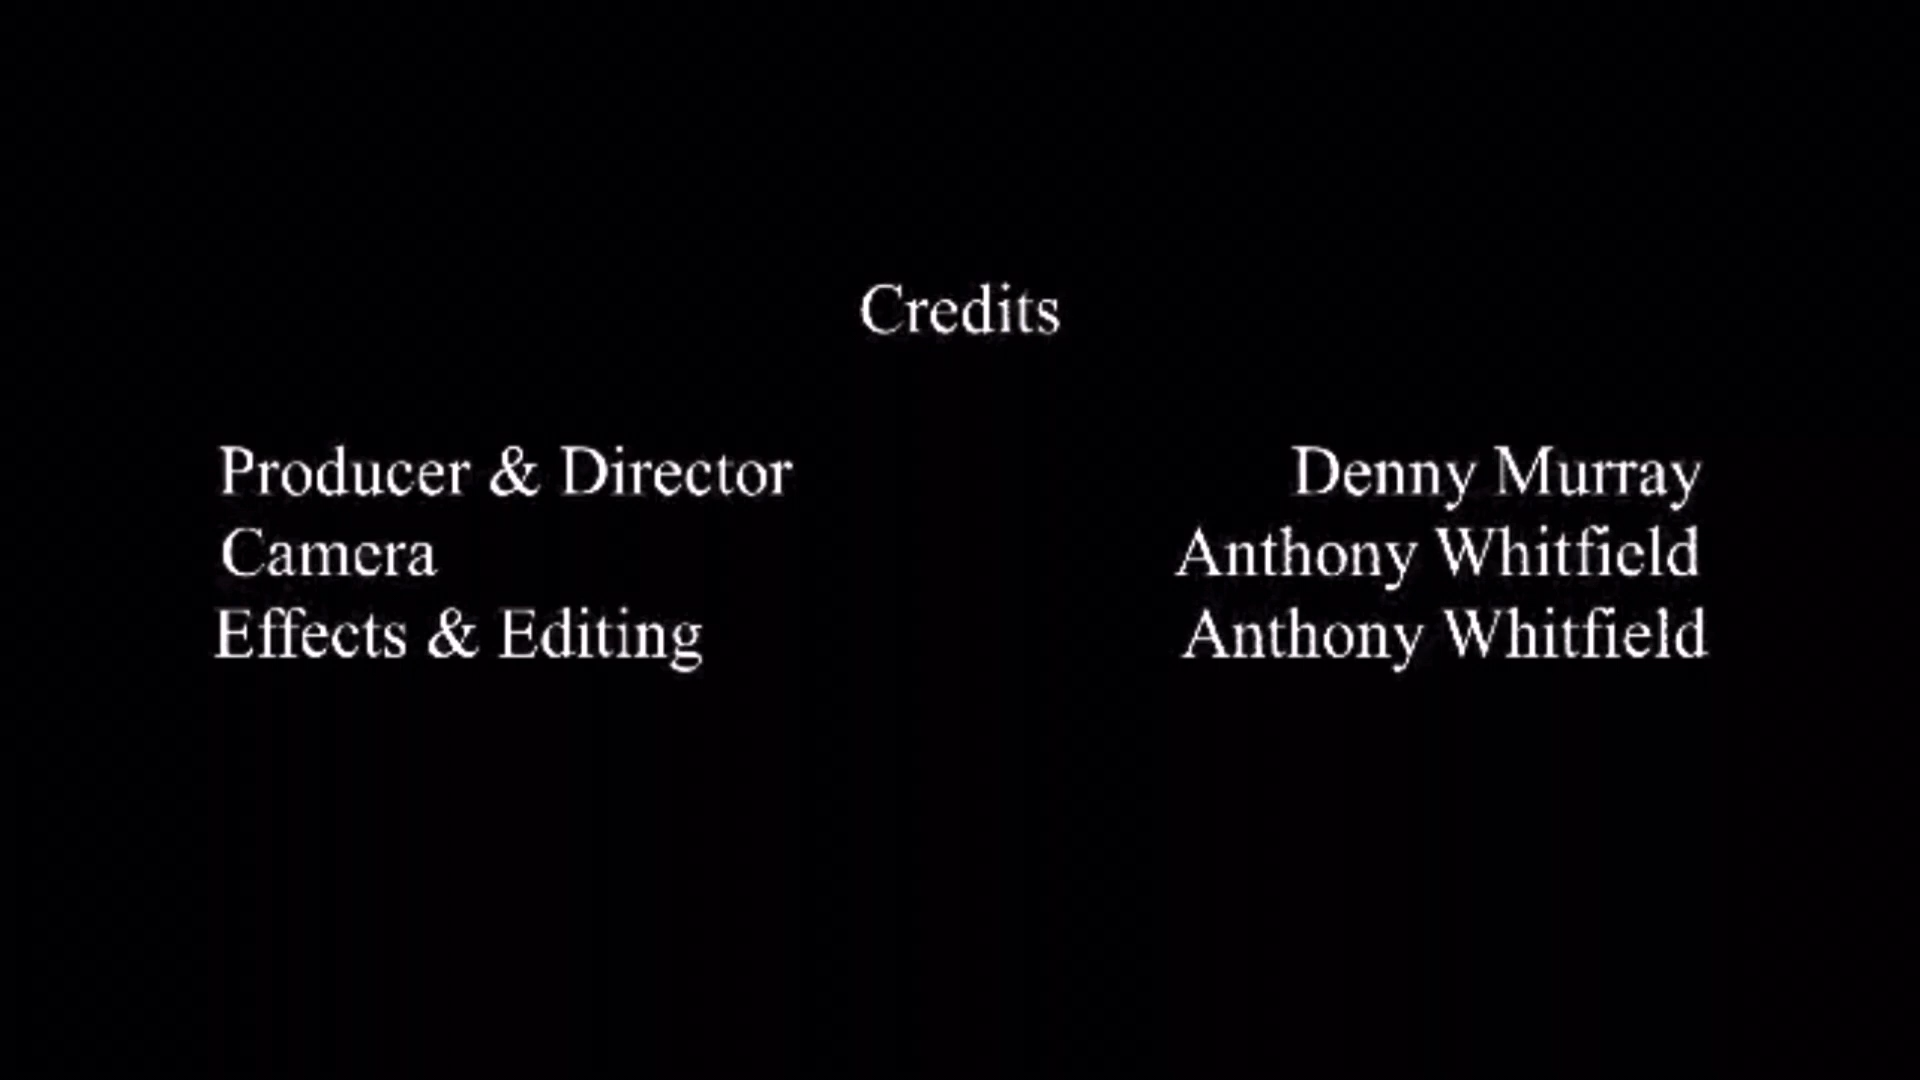 Credits
Producer & Director Denny Murray
Camera Anthony Whitfield
Effects & Editing Anthony Whitfield